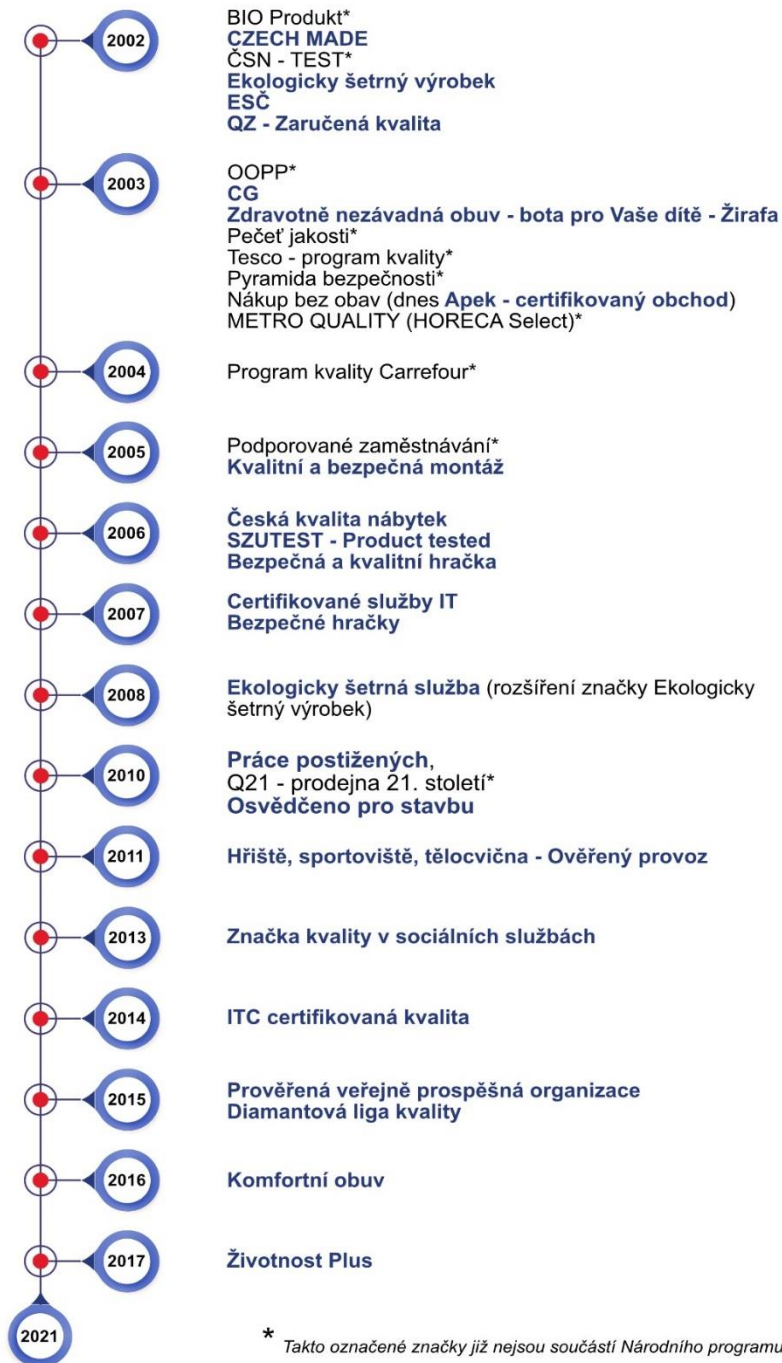 2002
BIO Produkt*
CZECH MADE
ČSN - TEST*
Ekologicky šetrný výrobek
ESČ
QZ - Zaručená kvalita
2003
OOPP*
CG
Zdravotně nezávadná obuv - bota pro Vaše dítě - Žirafa
Pečeť jakosti*
Tesco - program kvality*
Pyramida bezpečnosti*
Nákup bez obav (dnes Apek - certifikovaný obchod)
METRO QUALITY (HORECA Select)*
2004
Program kvality Carrefour*
2005
Podporované zaměstnávání*
Kvalitní a bezpečná montáž
2006
Česká kvalita nábytek
SZUTEST - Product tested
Bezpečná a kvalitní hračka
2007
Certifikované služby IT
Bezpečné hračky
2008
Ekologicky šetrná služba (rozšíření značky Ekologicky
šetrný výrobek)
2010
Práce postižených,
Q21 - prodejna 21. století*
Osvědčeno pro stavbu
2011
Hřiště, sportoviště, tělocvična - Ověřený provoz
2013
Značka kvality v sociálních službách
2014
ITC certifikovaná kvalita
2015
Prověřená veřejně prospěšná organizace
Diamantová liga kvality
2016
Komfortní obuv
2017
Životnost Plus
2021
* Takto označené značky již nejsou součástí Národního programu